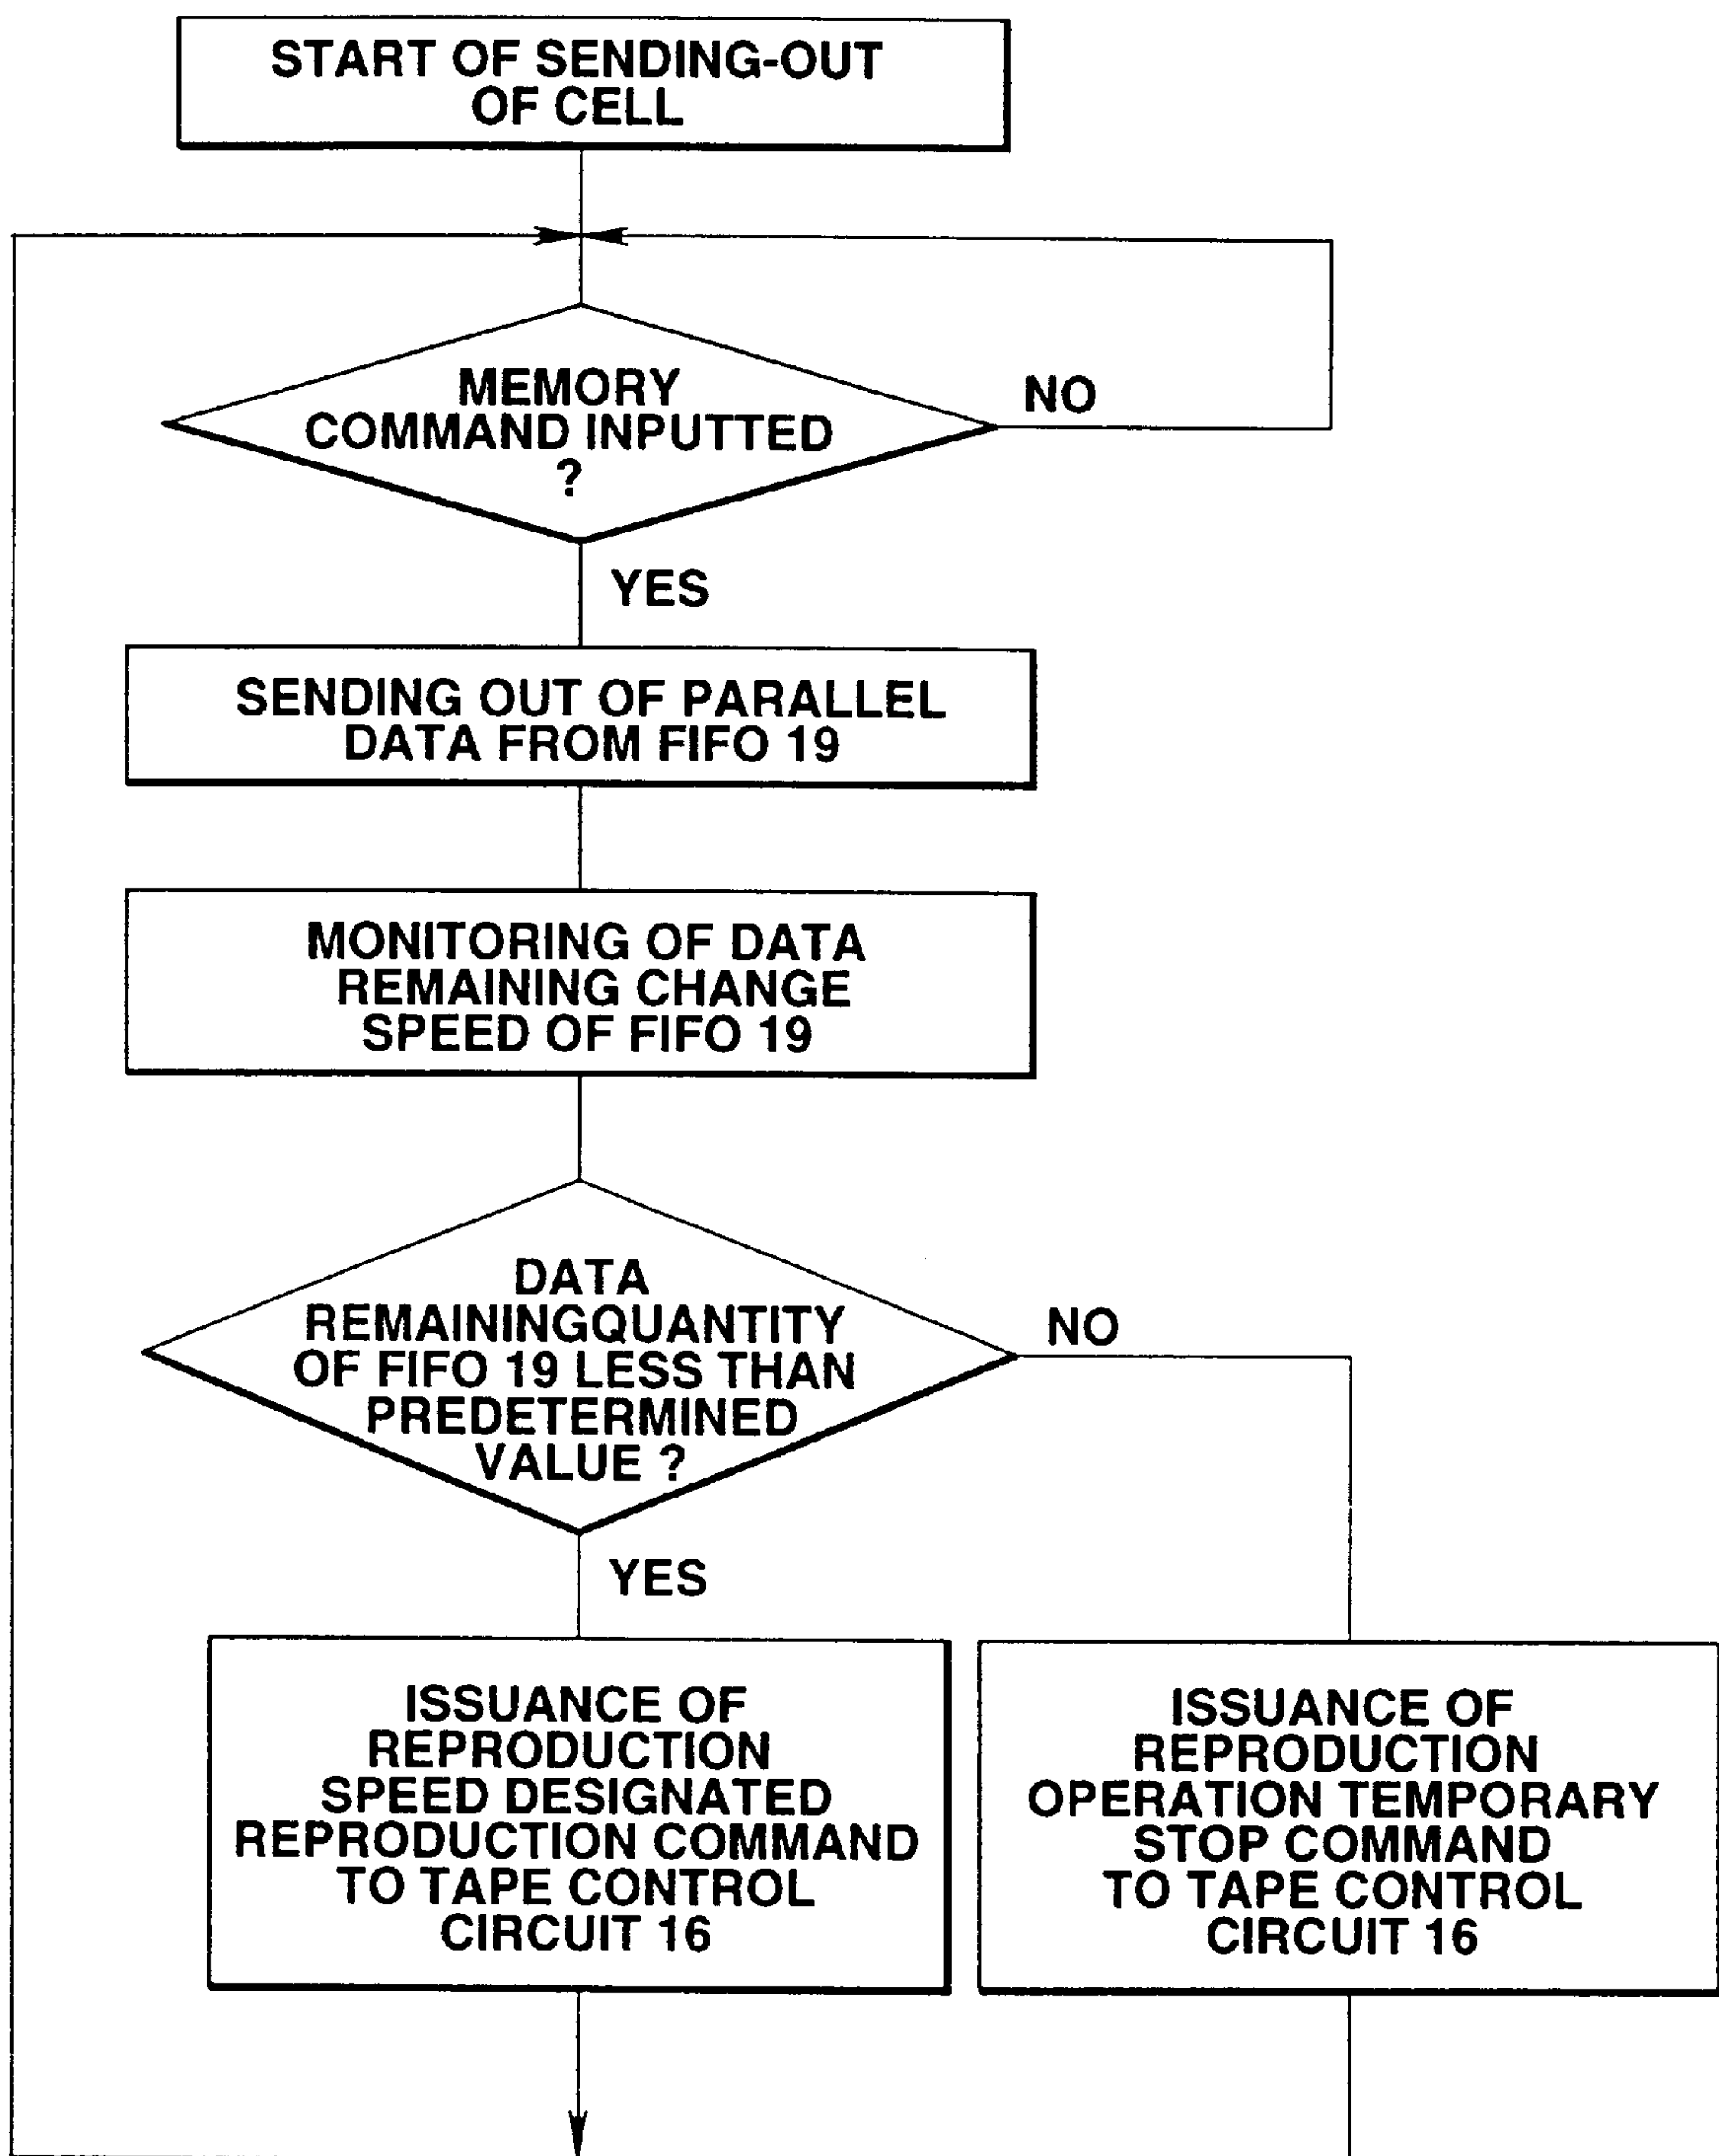 START OF SENDING-OUT
OF CELL
MEMORY
COMMAND INPUTTED
?
NO
YES
SENDING OUT OF PARALLEL
DATA FROM FIFO 19
MONITORING OF DATA
REMAINING CHANGE
SPEED OF FIFO 19
DATA
REMAININGQUANTITY
OF FIFO 19 LESS THAN
PREDETERMINED
VALUE ?
NO
YES
ISSUANCE OF
REPRODUCTION
SPEED DESIGNATED
REPRODUCTION COMMAND
TO TAPE CONTROL
CIRCUIT 16
ISSUANCE OF
REPRODUCTION
OPERATION TEMPORARY
STOP COMMAND
TO TAPE CONTROL
CIRCUIT 16